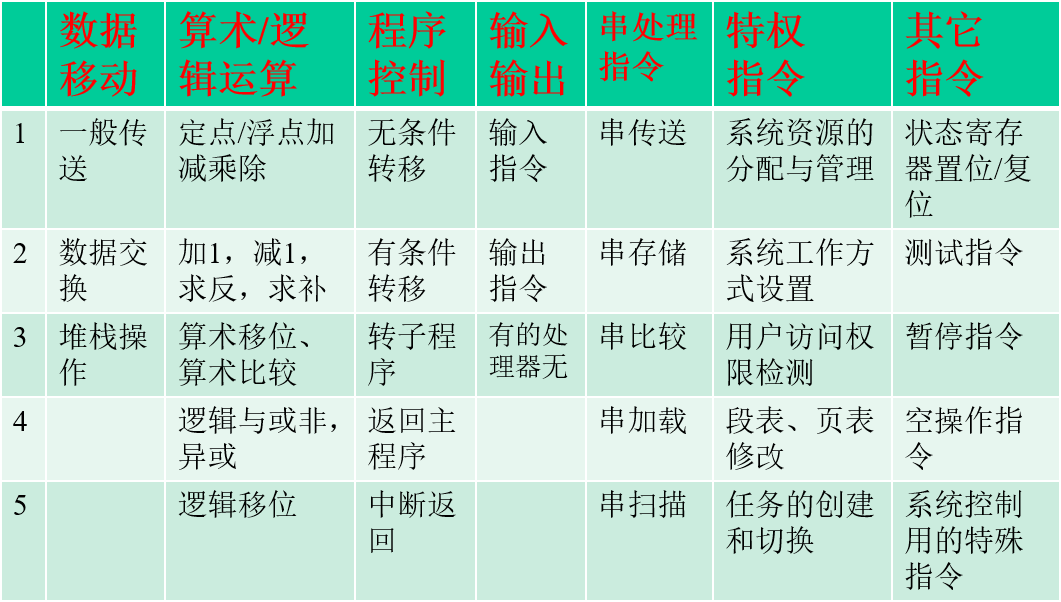 数据
移动
算术/逻
辑运算
程序
控制
输入
输出
串处理
指令
特权
指令
其它
指令
1
一般传
送
定点/浮点加
减乘除
无条件
转移
输入
指令
串传送
系统资源的
分配与管理
状态寄存
器置位/复
位
2
数据交
换
加1，减1，
求反，求补
有条件
转移
输出
指令
串存储
系统工作方
式设置
测试指令
3
堆栈操
作
算术移位、
算术比较
转子程
序
有的处
理器无
串比较
用户访问权
限检测
暂停指令
4
逻辑与或非，
异或
返回主
程序
串加载
段表、页表
修改
空操作指
令
5
逻辑移位
中断返
回
串扫描
任务的创建
和切换
系统控制
用的特殊
指令